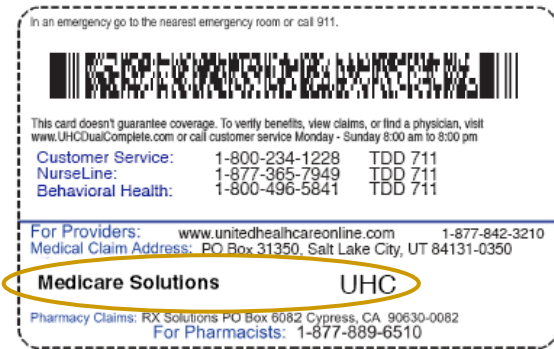 In an emergency go to the nearest emergency room or call 911.
This card doesn't guarantee coverage. To verify benefits, view claims, or find a physician, visit
www.UHCDualComplete.com or call customer service Monday - Sunday 8:00 am to 8:00 pm
Customer Service: 1-800-234-1228 TDD 711
NurseLine: 1-877-365-7949 TDD 711
Behavioral Health: 1-800-496-5841 TDD 711
For Providers: www.unitedhealhcareonline.com 1-877-842-3210
Medical Claim Address: PO Box 31350, Salt Lake City, UT 84131-0350
Medicare Solutions UHC
Pharmacy Claims: RX Solutions PO Box 6082 Cypress, CA 90630-0082
For Pharmacists: 1-877-889-6510